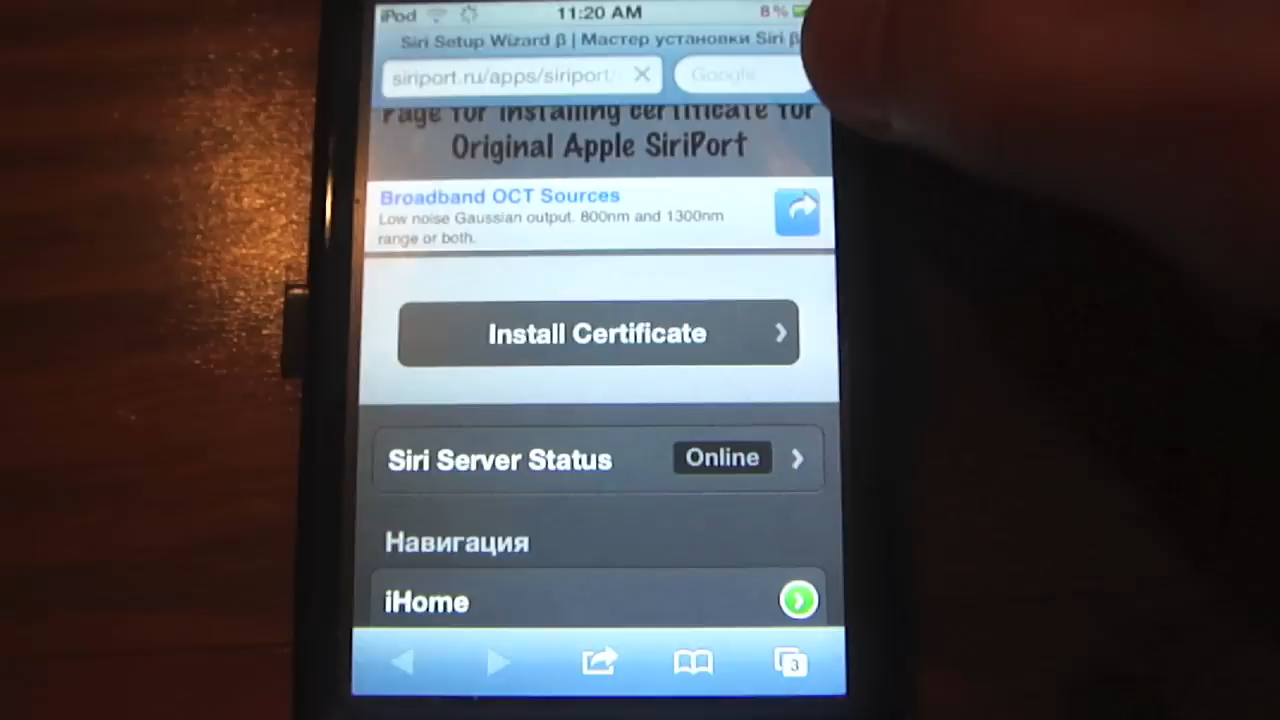 iPod 11:20 AM 8%
Siri Setup Wizard β | Мастер установки Siri β
siriport.ru/apps/siriport/ Google
Page for installing certificate for
Original Apple SiriPort
Broadband OCT Sources
Low noise Gaussian output. 800nm and 1300nm
range or both.
Install Certificate
Siri Server Status Online
Навигация
iHome
3